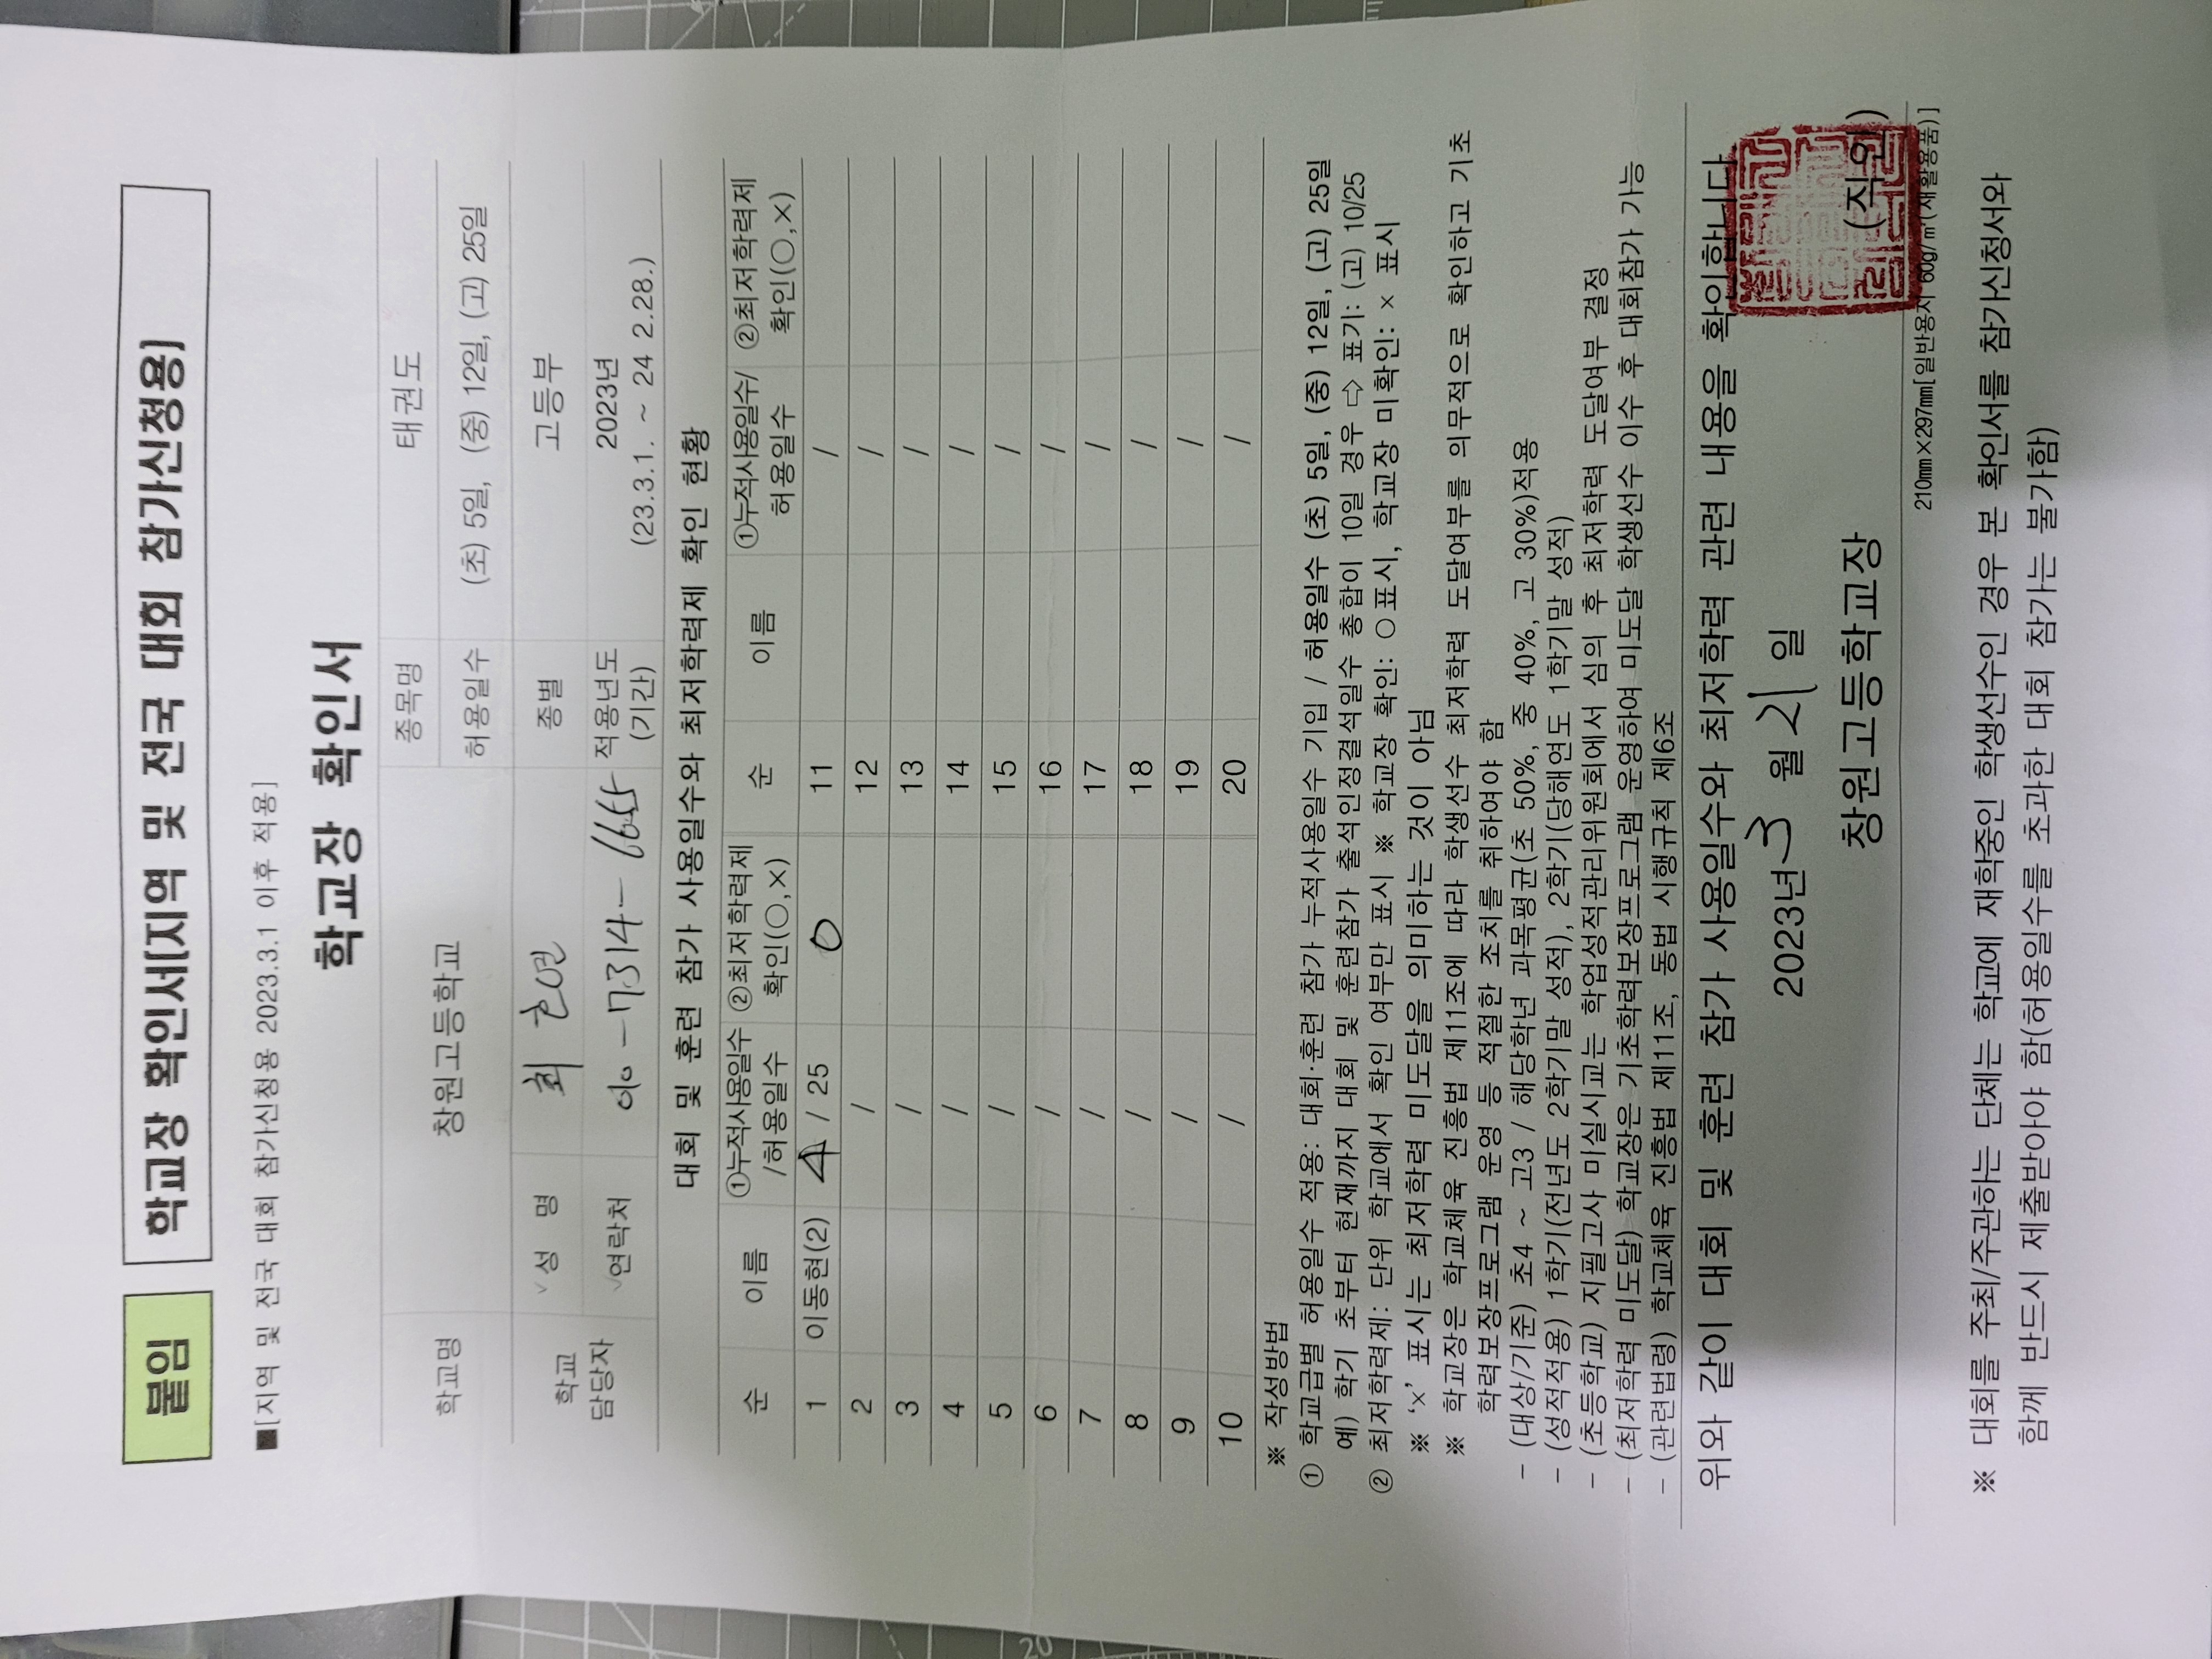 붙임 학교장 확인서[지역 및 전국 대회 참가신청용]
■[지역 및 전국 대회 참가신청용 2023.3.1 이후 적용]
학교장 확인서
학교명 창원고등학교 종목명 태권도
허용일수 (초) 5일, (중) 12일, (고) 25일
학교 담당자 성 명 최 종별 고등부
연락처 010-7314-6655 적용년도 (기간) 2023년 (23.3.1. ~ 24 2.28.)
대회 및 훈련 참가 사용일수와 최저학력제 확인 현황
순 이름 ①누적사용일수/허용일수 ②최저학력제 확인(○,×) 순 이름 ①누적사용일수/허용일수 ②최저학력제 확인(○,×)
1 이동현(2) 4 / 25 O 11 /
2 / 12 /
3 / 13 /
4 / 14 /
5 / 15 /
6 / 16 /
7 / 17 /
8 / 18 /
9 / 19 /
10 / 20 /
※ 작성방법
① 학교급별 허용일수 적용: 대회·훈련 참가 누적사용일수 기입 / 허용일수 (초) 5일, (중) 12일, (고) 25일
예) 학기 초부터 현재까지 대회 및 훈련참가 출석인정결석일수 총합이 10일 경우 ⇨ 표기: (고) 10/25
② 최저학력제: 단위 학교에서 확인 여부만 표시 ※ 학교장 확인: ○표시, 학교장 미확인: × 표시
※ '×' 표시는 최저학력 미도달을 의미하는 것이 아님
※ 학교장은 학교체육 진흥법 제11조에 따라 학생선수 최저학력 도달여부를 의무적으로 확인하고 기초
학력보장프로그램 운영 등 적절한 조치를 취하여야 함
- (대상/기준) 초4 ~ 고3 / 해당학년 과목평균(초 50%, 중 40%, 고 30%)적용
- (성적적용) 1학기(전년도 2학기말 성적), 2학기(당해연도 1학기말 성적)
- (초등학교) 지필고사 미실시교는 학업성적관리위원회에서 심의 후 최저학력 도달여부 결정
- (최저학력 미도달) 학교장은 기초학력보장프로그램 운영하여 미도달 학생선수 이수 후 대회참가 가능
- (관련법령) 학교체육 진흥법 제11조, 동법 시행규칙 제6조
위와 같이 대회 및 훈련 참가 사용일수와 최저학력 관련 내용을 확인합니다
2023년 3 월 21 일
창원고등학교장 (직인)
210㎜×297㎜[일반용지 60g/㎡(재활용품)]
※ 대회를 주최/주관하는 단체는 학교에 재학중인 학생선수인 경우 본 확인서를 참가신청서와
함께 반드시 제출받아야 함(허용일수를 초과한 대회 참가는 불가함)